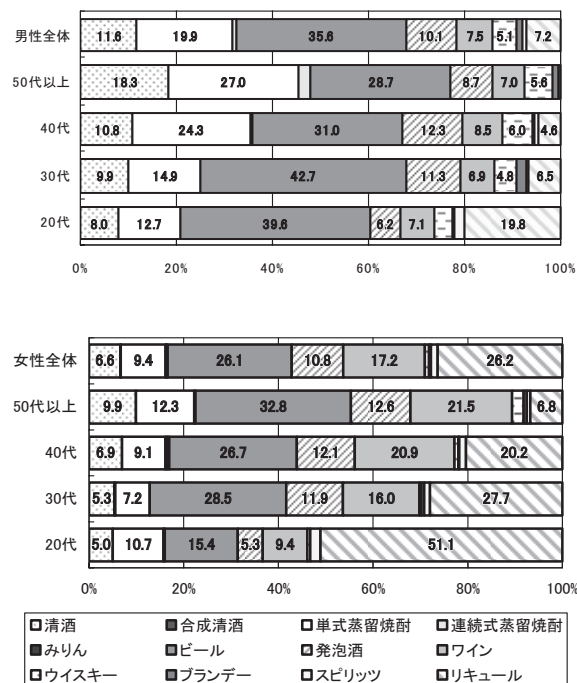 男性全体 11.6 19.9 35.6 10.1 7.5 5.1 7.2
50代以上 18.3 27.0 28.7 8.7 7.0 5.6
40代 10.8 24.3 31.0 12.3 8.5 6.0 4.6
30代 9.9 14.9 42.7 11.3 6.9 4.8 6.5
20代 8.0 12.7 39.6 6.2 7.1 19.8
0% 20% 40% 60% 80% 100%
女性全体 6.6 9.4 26.1 10.8 17.2 26.2
50代以上 9.9 12.3 32.8 12.6 21.5 6.8
40代 6.9 9.1 26.7 12.1 20.9 20.2
30代 5.3 7.2 28.5 11.9 16.0 27.7
20代 5.0 10.7 15.4 5.3 9.4 51.1
0% 20% 40% 60% 80% 100%
清酒 合成清酒 単式蒸留焼酎 連続式蒸留焼酎
みりん ビール 発泡酒 ワイン
ウイスキー ブランデー スピリッツ リキュール